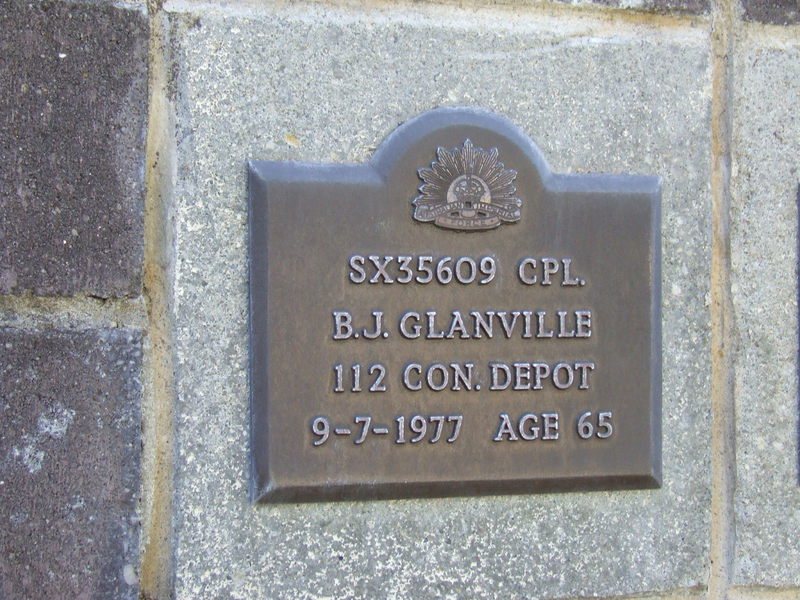 SX35609 CPL.
B.J. GLANVILLE
112 CON. DEPOT
9-7-1977 AGE 65